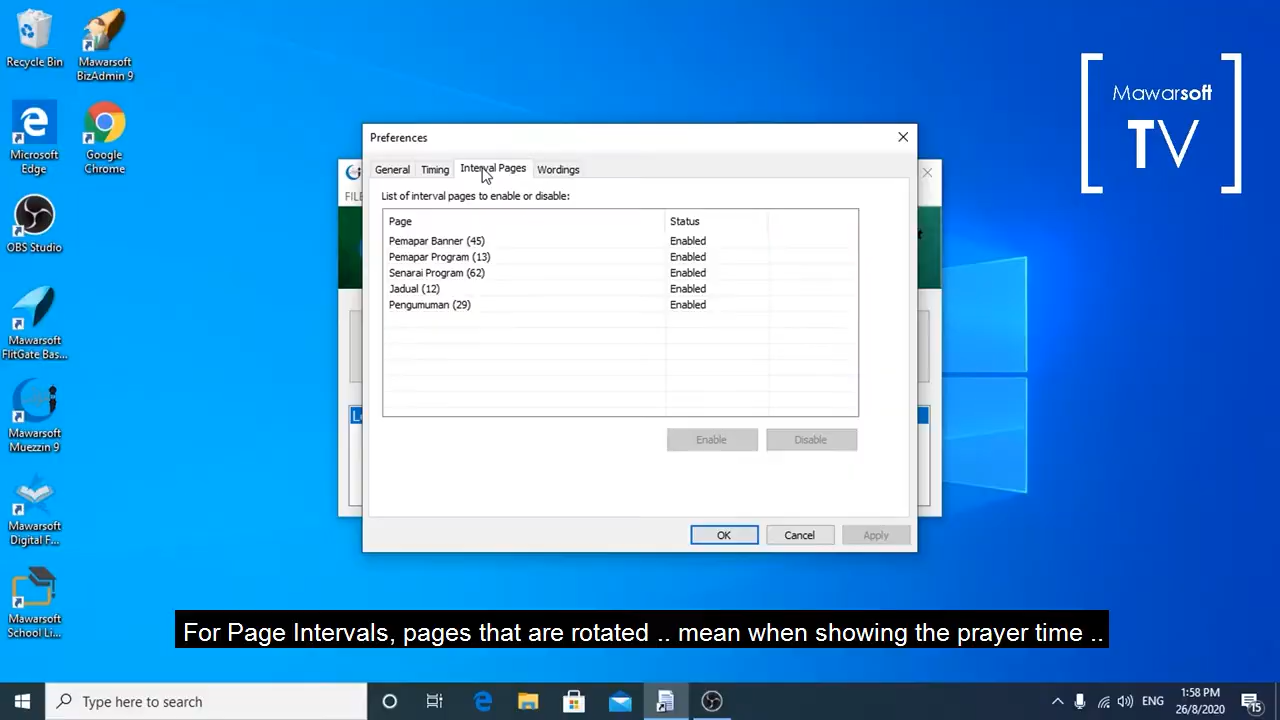 Recycle Bin
Mawarsoft
BizAdmin 9
Microsoft
Edge
Google
Chrome
OBS Studio
Mawarsoft
FlitGate Bas...
Mawarsoft
Muezzin 9
Mawarsoft
Digital F...
Mawarsoft
School Li...
Mawarsoft
TV
Preferences
General Timing Interval Pages Wordings
List of interval pages to enable or disable:
Page Status
Pemapar Banner (45) Enabled
Pemapar Program (13) Enabled
Senarai Program (62) Enabled
Jadual (12) Enabled
Pengumuman (29) Enabled
Enable Disable
OK Cancel Apply
For Page Intervals, pages that are rotated .. mean when showing the prayer time ..
Type here to search
ENG
1:58 PM
26/8/2020
15